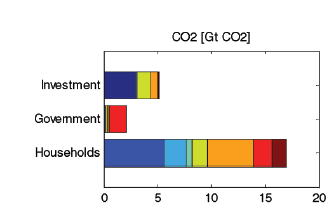 CO2 [Gt CO2]
Investment
Government
Households
0 5 10 15 20